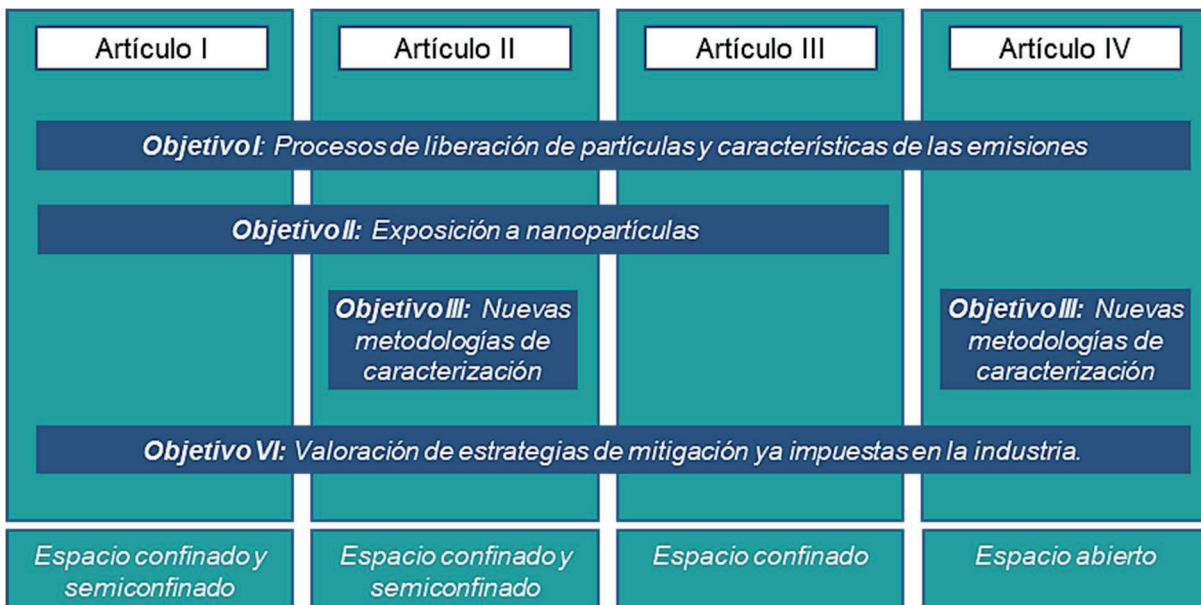 Artículo I
Artículo II
Artículo III
Artículo IV
Objetivo I: Procesos de liberación de partículas y características de las emisiones
Objetivo II: Exposición a nanopartículas
Objetivo III: Nuevas
metodologías de
caracterización
Objetivo III: Nuevas
metodologías de
caracterización
Objetivo VI: Valoración de estrategias de mitigación ya impuestas en la industria.
Espacio confinado y
semiconfinado
Espacio confinado y
semiconfinado
Espacio confinado
Espacio abierto